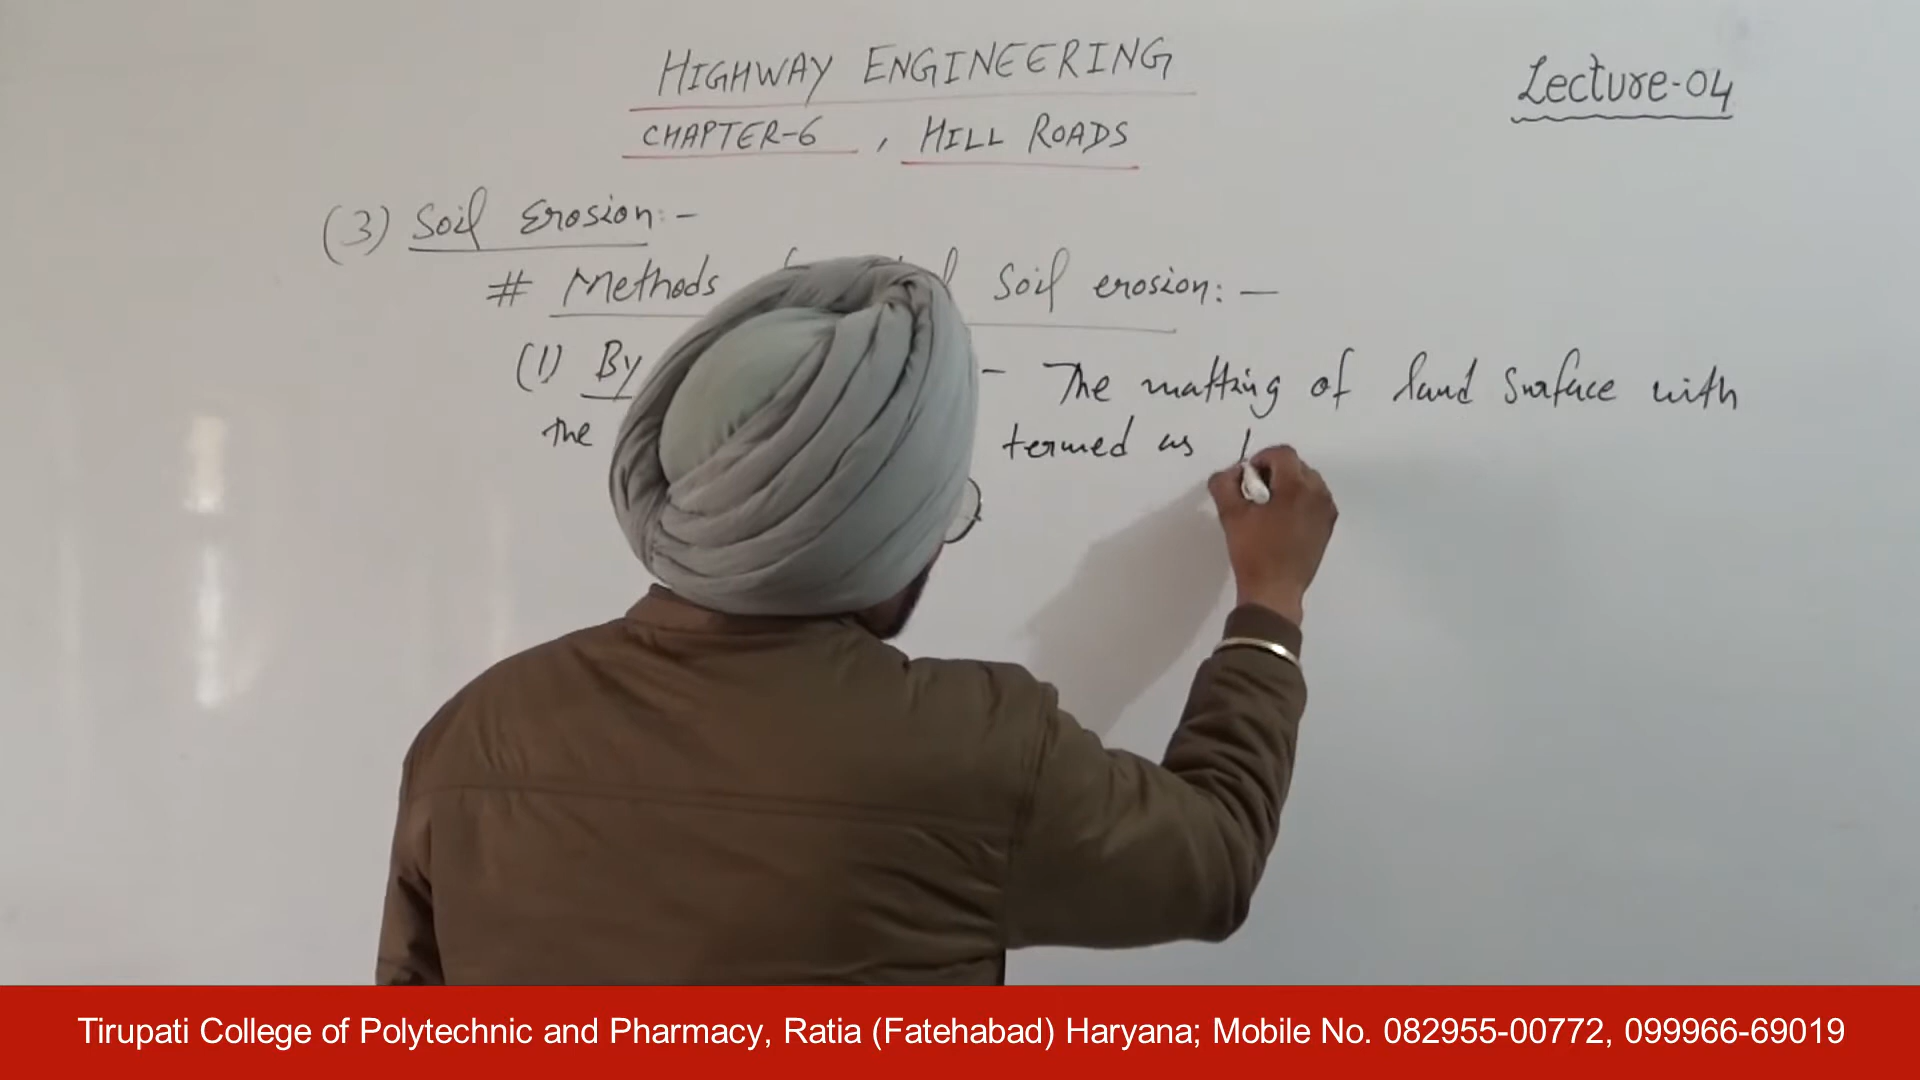 HIGHWAY ENGINEERING
Lecture-04
CHAPTER-6, HILL ROADS
(3) Soil Erosion:-
# Methods soil erosion:-
(1) By - The matting of land surface with
the termed as
Tirupati College of Polytechnic and Pharmacy, Ratia (Fatehabad) Haryana; Mobile No. 082955-00772, 099966-69019